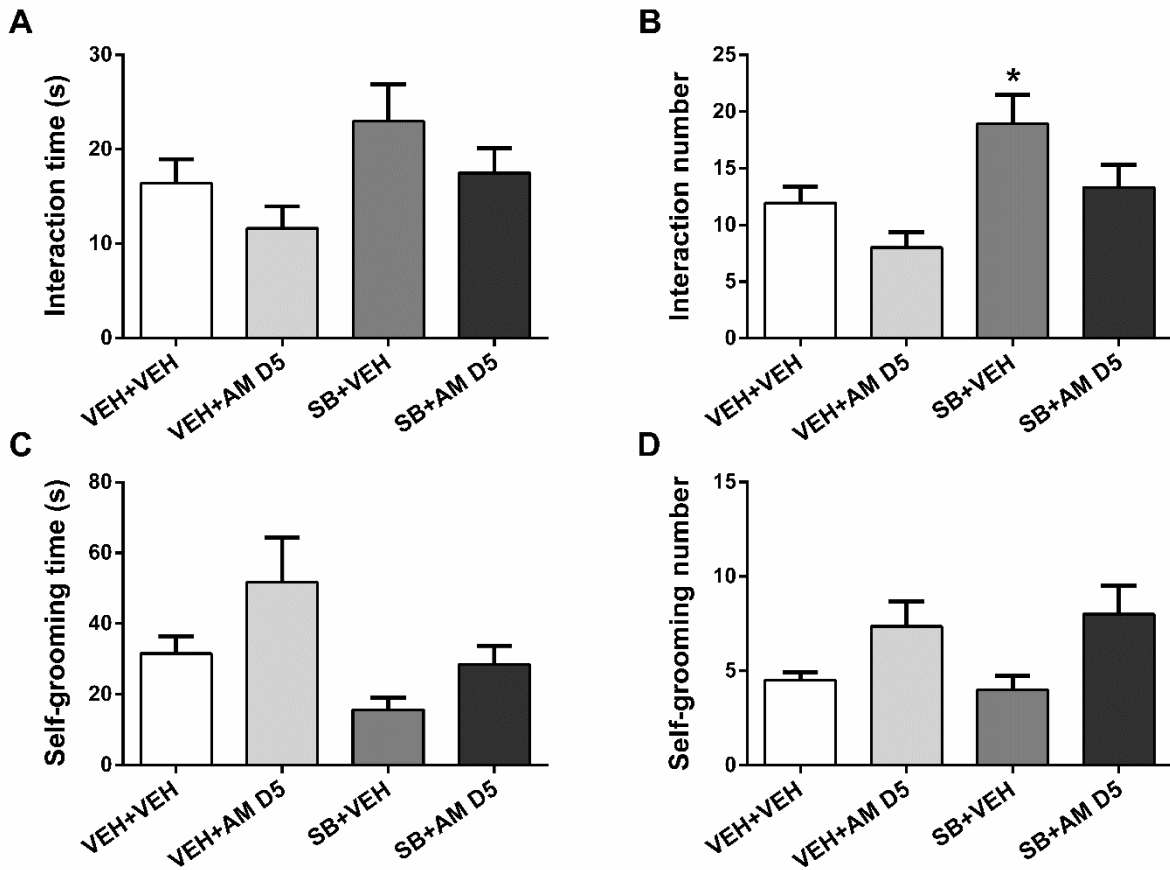 A
Interaction time (s)
30
20
10
0
VEH+VEH
VEH+AM D5
SB+VEH
SB+AM D5
B
Interaction number
25
20
15
10
5
0
*
VEH+VEH
VEH+AM D5
SB+VEH
SB+AM D5
C
Self-grooming time (s)
80
60
40
20
0
VEH+VEH
VEH+AM D5
SB+VEH
SB+AM D5
D
Self-grooming number
15
10
5
0
VEH+VEH
VEH+AM D5
SB+VEH
SB+AM D5